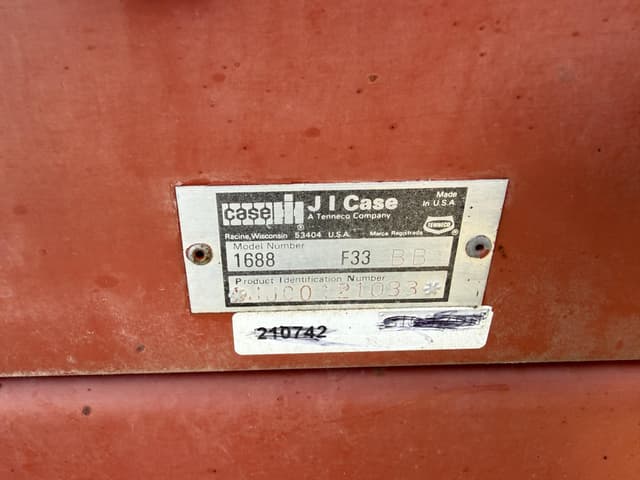 case IH J I Case
A Tenneco Company
Made
In U.S.A.
TENNECO
Racine, Wisconsin 53404 U.S.A. Marca Registrada
Model Number
1688 F33 BB
Product Identification Number
210742